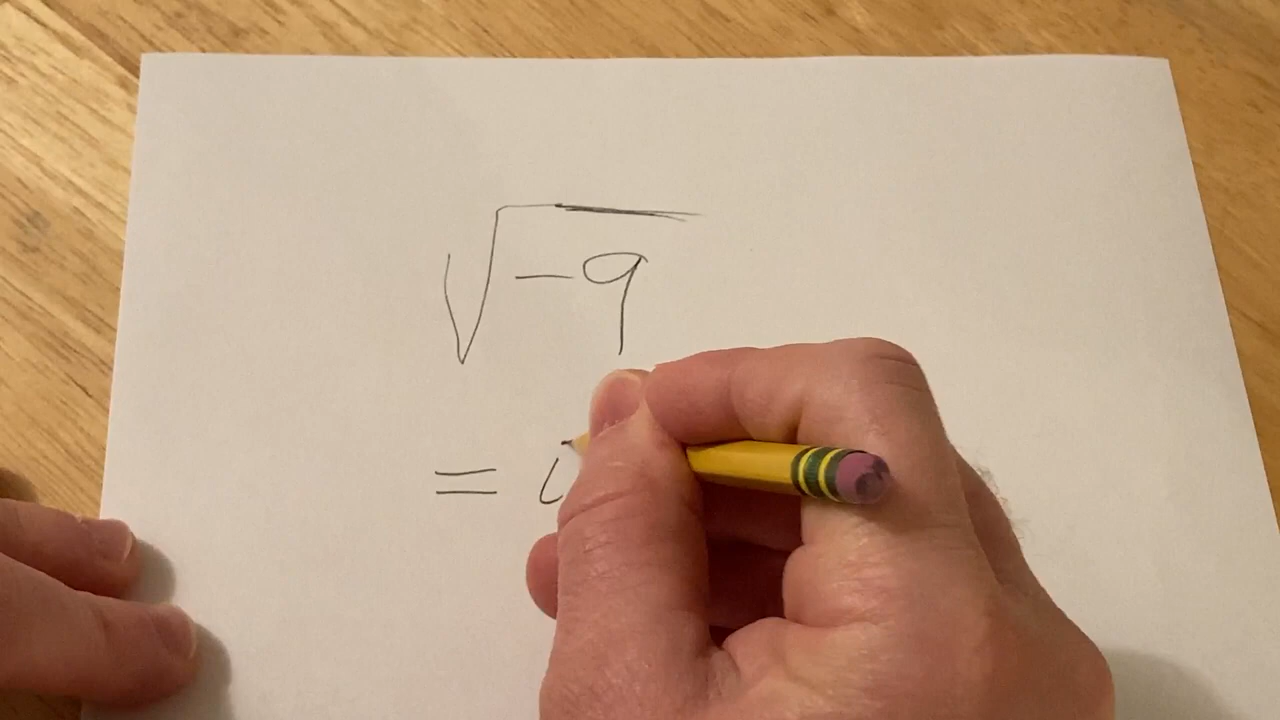 √-9
= i